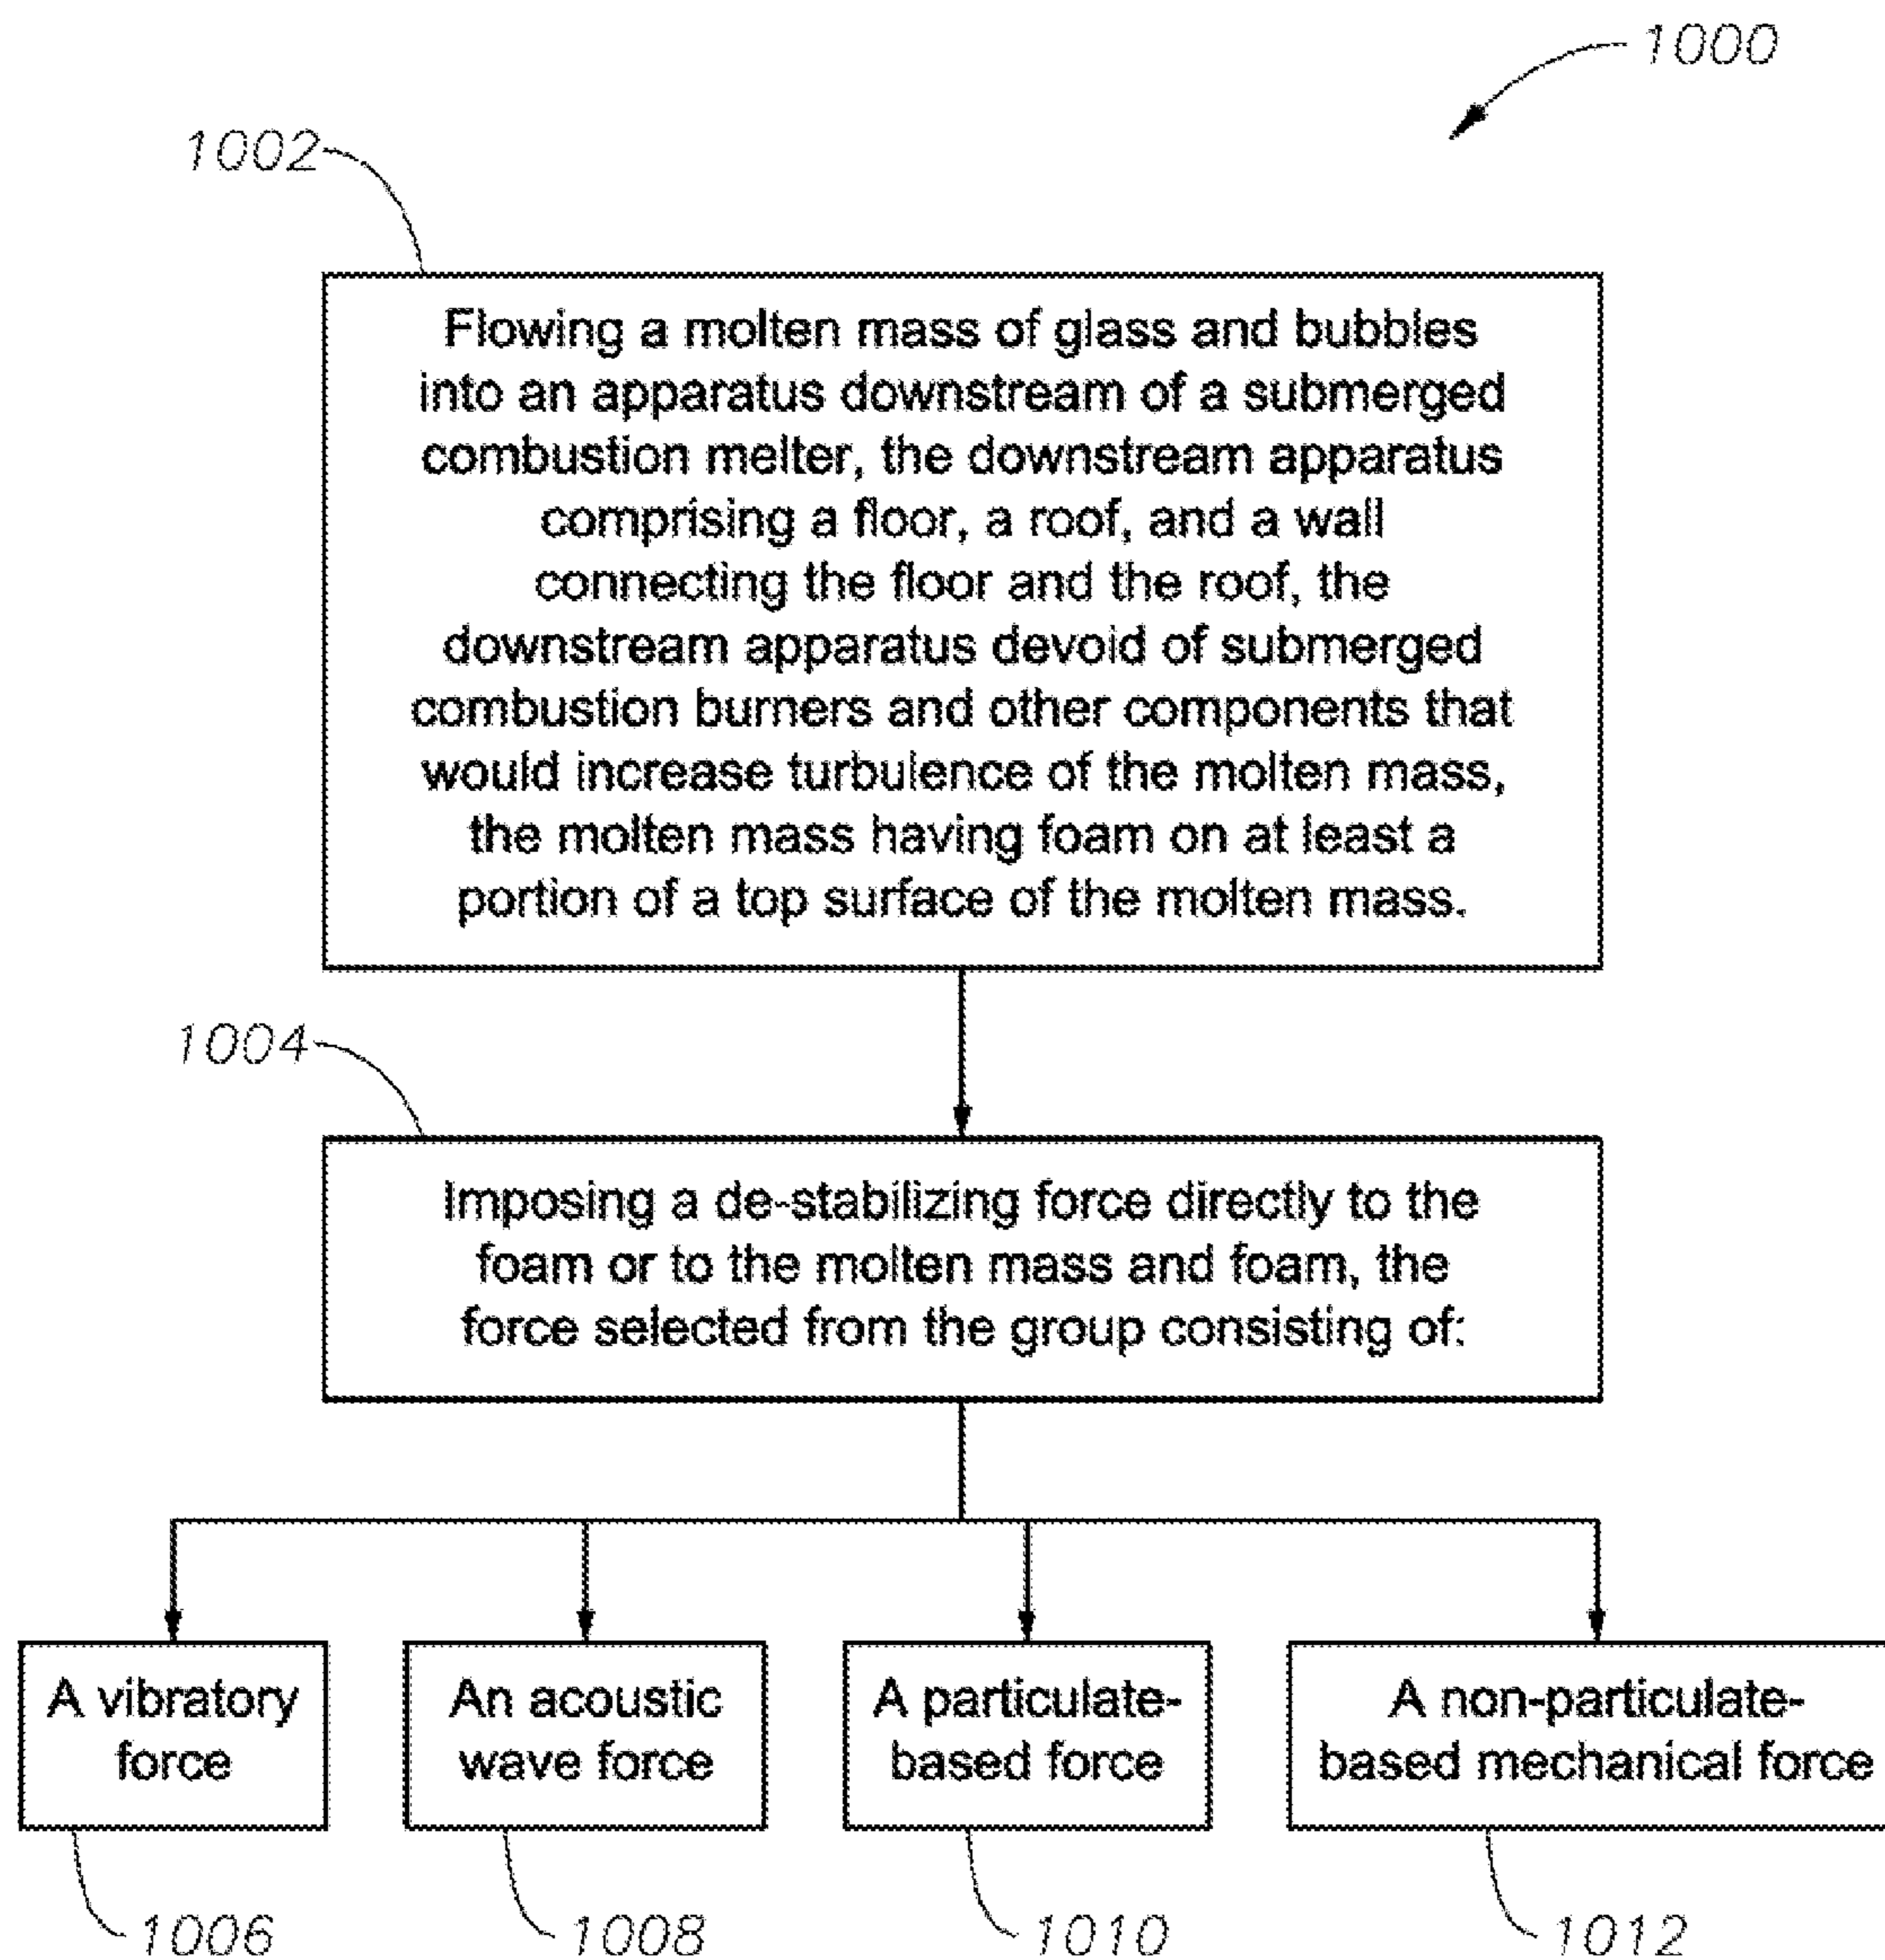 1000
1002
Flowing a molten mass of glass and bubbles
into an apparatus downstream of a submerged
combustion melter, the downstream apparatus
comprising a floor, a roof, and a wall
connecting the floor and the roof, the
downstream apparatus devoid of submerged
combustion burners and other components that
would increase turbulence of the molten mass,
the molten mass having foam on at least a
portion of a top surface of the molten mass.
1004
Imposing a de-stabilizing force directly to the
foam or to the molten mass and foam, the
force selected from the group consisting of:
A vibratory
force
An acoustic
wave force
A particulate-
based force
A non-particulate-
based mechanical force
1006
1008
1010
1012